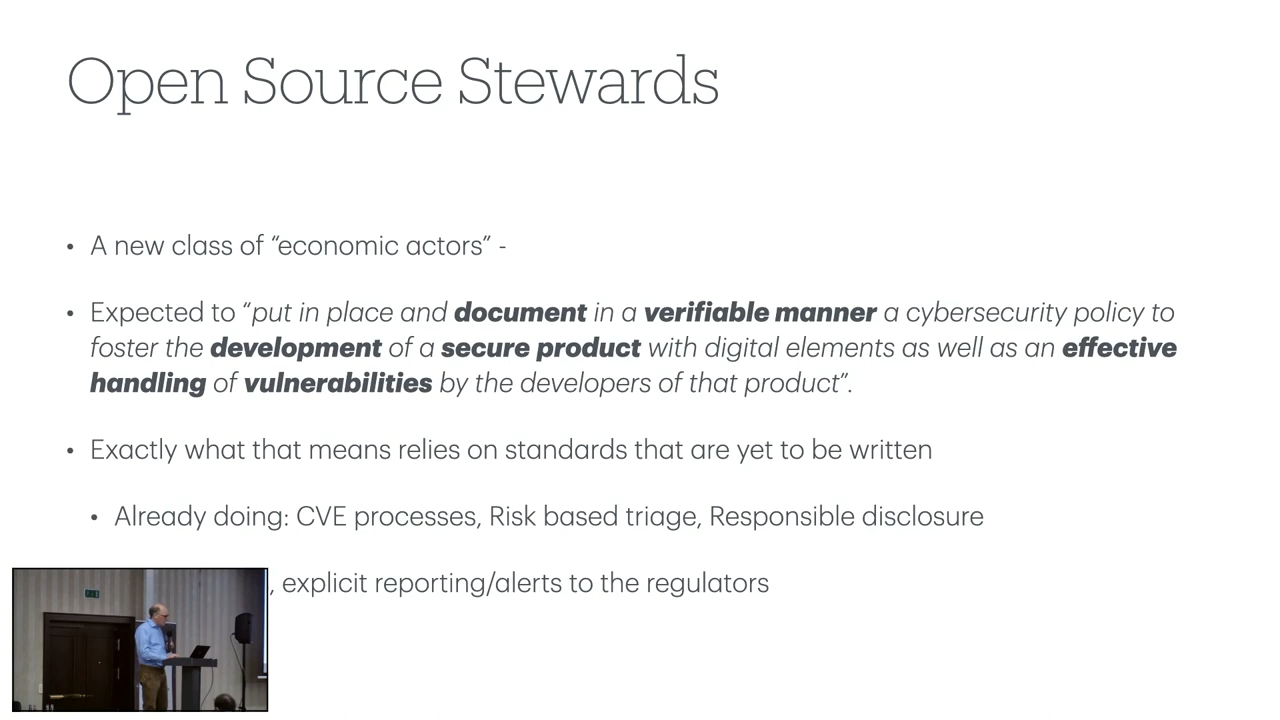 Open Source Stewards
• A new class of “economic actors” -
• Expected to “put in place and document in a verifiable manner a cybersecurity policy to
foster the development of a secure product with digital elements as well as an effective
handling of vulnerabilities by the developers of that product”.
• Exactly what that means relies on standards that are yet to be written
• Already doing: CVE processes, Risk based triage, Responsible disclosure
, explicit reporting/alerts to the regulators